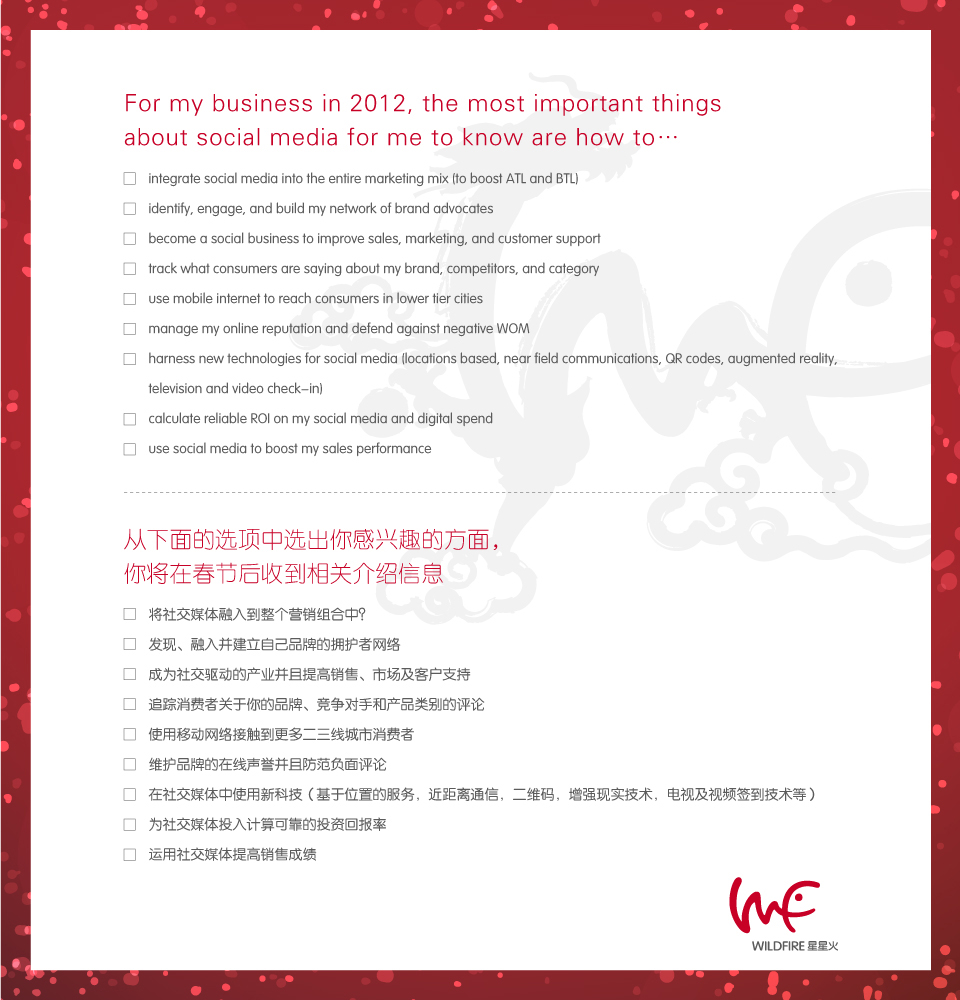 For my business in 2012, the most important things
about social media for me to know are how to…
integrate social media into the entire marketing mix (to boost ATL and BTL)
identify, engage, and build my network of brand advocates
become a social business to improve sales, marketing, and customer support
track what consumers are saying about my brand, competitors, and category
use mobile internet to reach consumers in lower tier cities
manage my online reputation and defend against negative WOM
harness new technologies for social media (locations based, near field communications, QR codes, augmented reality,
television and video check-in)
calculate reliable ROI on my social media and digital spend
use social media to boost my sales performance
从下面的选项中选出你感兴趣的方面，
你将在春节后收到相关介绍信息
将社交媒体融入到整个营销组合中？
发现、融入并建立自己品牌的拥护者网络
成为社交驱动的产业并且提高销售、市场及客户支持
追踪消费者关于你的品牌、竞争对手和产品类别的评论
使用移动网络接触到更多二三线城市消费者
维护品牌的在线声誉并且防范负面评论
在社交媒体中使用新科技（基于位置的服务，近距离通信，二维码，增强现实技术，电视及视频签到技术等）
为社交媒体投入计算可靠的投资回报率
运用社交媒体提高销售成绩
WILDFIRE 星星火